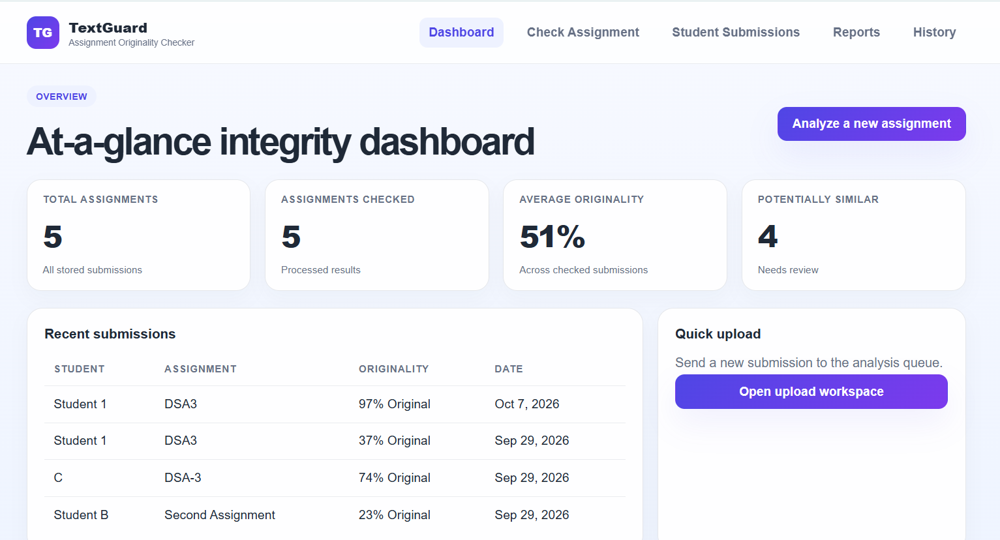 TG
TextGuard
Assignment Originality Checker
Dashboard
Check Assignment
Student Submissions
Reports
History
OVERVIEW
At-a-glance integrity dashboard
Analyze a new assignment
TOTAL ASSIGNMENTS
5
All stored submissions
ASSIGNMENTS CHECKED
5
Processed results
AVERAGE ORIGINALITY
51%
Across checked submissions
POTENTIALLY SIMILAR
4
Needs review
Recent submissions
STUDENT ASSIGNMENT ORIGINALITY DATE
Student 1 DSA3 97% Original Oct 7, 2026
Student 1 DSA3 37% Original Sep 29, 2026
C DSA-3 74% Original Sep 29, 2026
Student B Second Assignment 23% Original Sep 29, 2026
Quick upload
Send a new submission to the analysis queue.
Open upload workspace